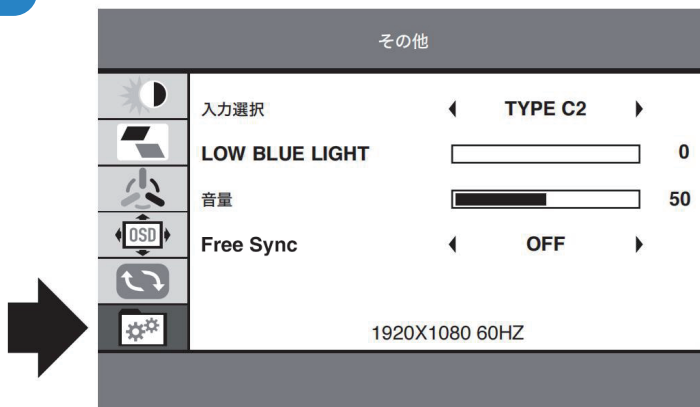 その他
入力選択 TYPE C2
LOW BLUE LIGHT 0
音量 50
OSD
Free Sync OFF
1920X1080 60HZ